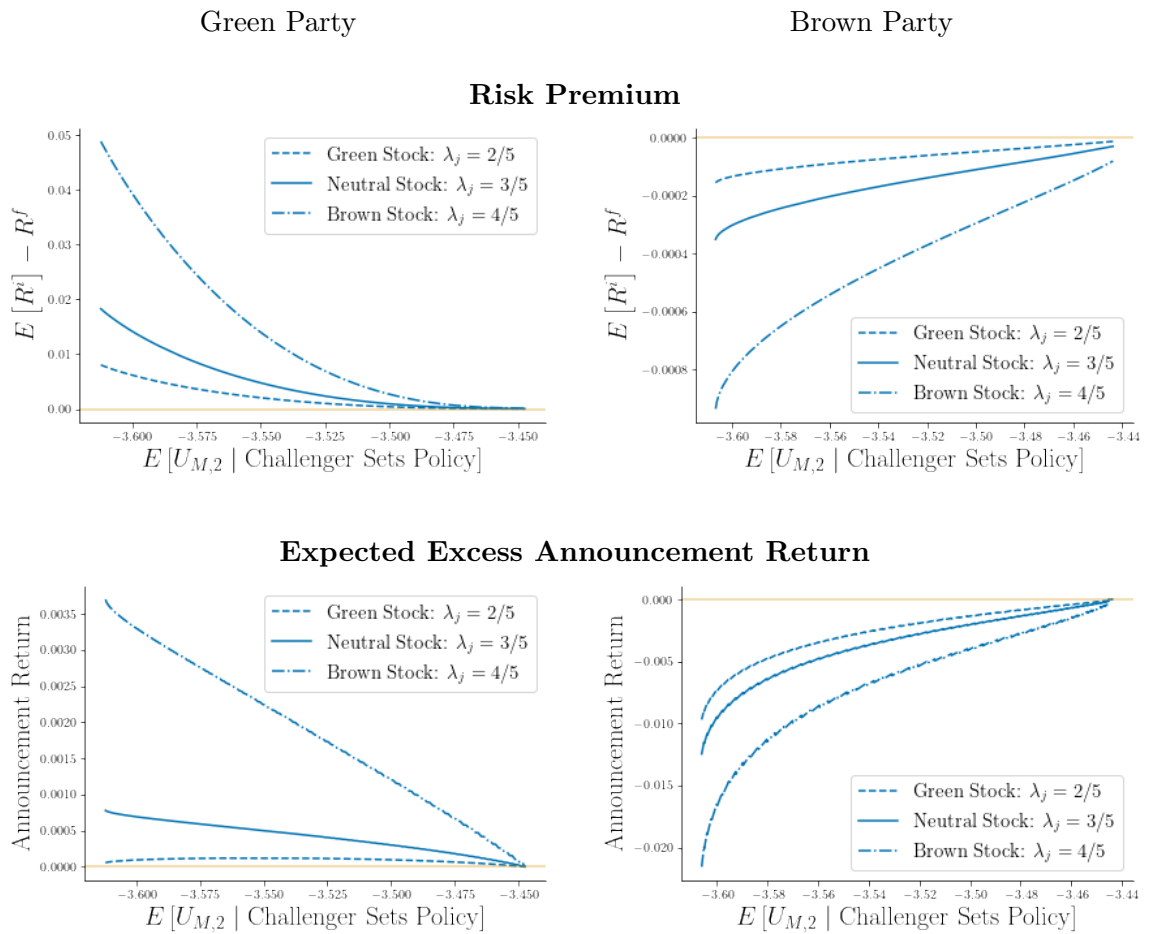 Green Party
Brown Party
Risk Premium
E [R^i] − R^f
0.05
0.04
0.03
0.02
0.01
0.00
Green Stock: λ_j = 2/5
Neutral Stock: λ_j = 3/5
Brown Stock: λ_j = 4/5
−3.600 −3.575 −3.550 −3.525 −3.500 −3.475 −3.450
E [U_{M,2} | Challenger Sets Policy]
E [R^i] − R^f
0.0000
−0.0002
−0.0004
−0.0006
−0.0008
Green Stock: λ_j = 2/5
Neutral Stock: λ_j = 3/5
Brown Stock: λ_j = 4/5
−3.60 −3.58 −3.56 −3.54 −3.52 −3.50 −3.48 −3.46 −3.44
E [U_{M,2} | Challenger Sets Policy]
Expected Excess Announcement Return
Announcement Return
0.0035
0.0030
0.0025
0.0020
0.0015
0.0010
0.0005
0.0000
Green Stock: λ_j = 2/5
Neutral Stock: λ_j = 3/5
Brown Stock: λ_j = 4/5
−3.600 −3.575 −3.550 −3.525 −3.500 −3.475 −3.450
E [U_{M,2} | Challenger Sets Policy]
Announcement Return
0.000
−0.005
−0.010
−0.015
−0.020
Green Stock: λ_j = 2/5
Neutral Stock: λ_j = 3/5
Brown Stock: λ_j = 4/5
−3.60 −3.58 −3.56 −3.54 −3.52 −3.50 −3.48 −3.46 −3.44
E [U_{M,2} | Challenger Sets Policy]